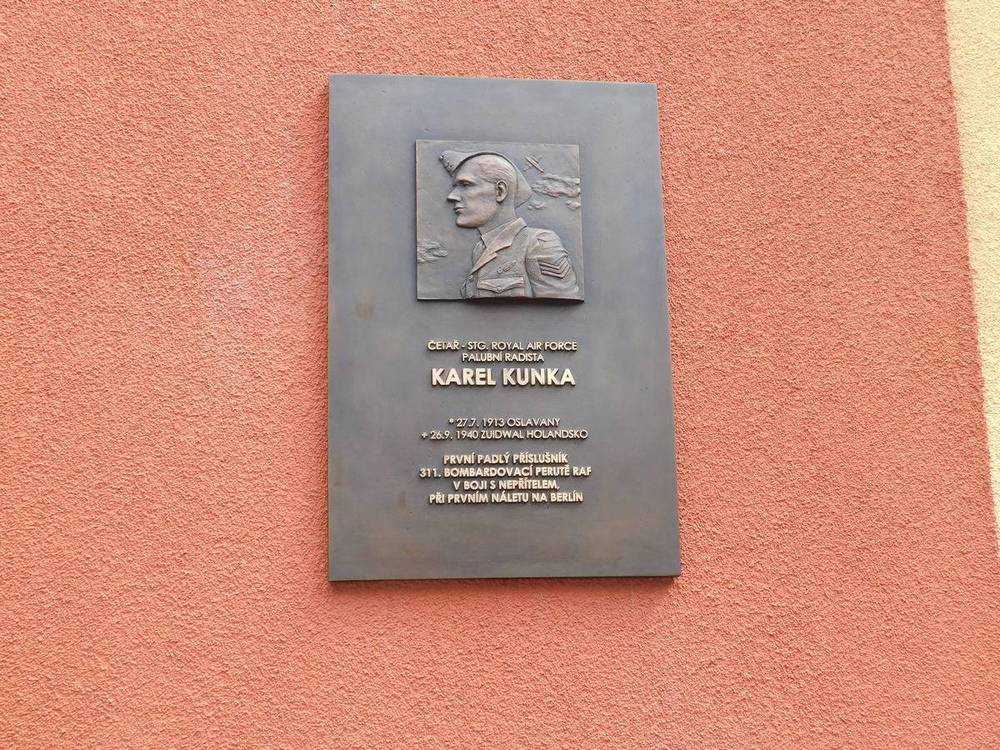 ČETAŘ - STG. ROYAL AIR FORCE
PALUBNÍ RADISTA
KAREL KUNKA
* 27.7. 1913 OSLAVANY
+ 26.9. 1940 ZUIDWAL HOLANDSKO
PRVNÍ PADLÝ PŘÍSLUŠNÍK
311. BOMBARDOVACÍ PERUTĚ RAF
V BOJI S NEPŘÍTELEM,
PŘI PRVNÍM NÁLETU NA BERLÍN